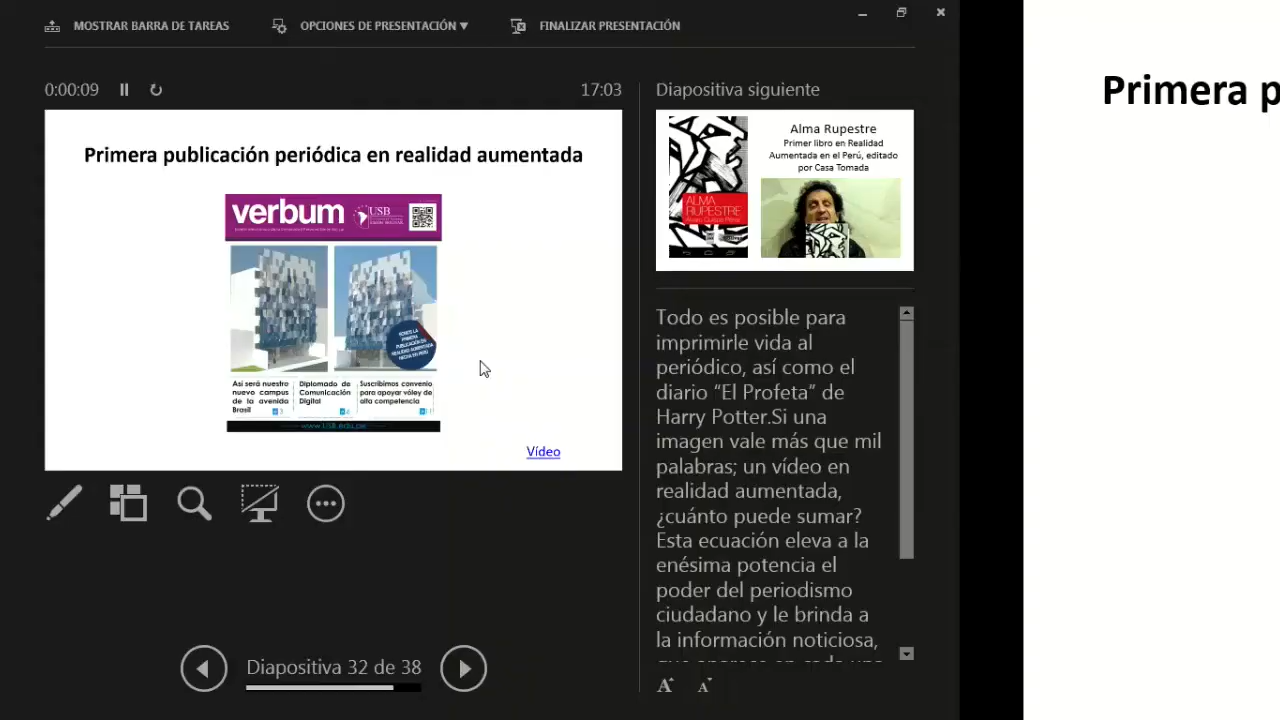 MOSTRAR BARRA DE TAREAS
OPCIONES DE PRESENTACIÓN ▼
FINALIZAR PRESENTACIÓN
0:00:09
17:03
Primera publicación periódica en realidad aumentada
verbum
USB
Así será nuestro
nuevo campus
de la avenida
Brasil
Diplomado de
Comunicación
Digital
Suscribimos convenio
para apoyar vóley de
alta competencia
www.usb.edu.pe
Vídeo
Diapositiva 32 de 38
Diapositiva siguiente
ALMA
RUPESTRE
Alma Rupestre
Primer libro en Realidad
Aumentada en el Perú, editado
por Casa Tomada
Todo es posible para
imprimirle vida al
periódico, así como el
diario “El Profeta” de
Harry Potter.Si una
imagen vale más que mil
palabras; un vídeo en
realidad aumentada,
¿cuánto puede sumar?
Esta ecuación eleva a la
enésima potencia el
poder del periodismo
ciudadano y le brinda a
la información noticiosa,
A A
Primera p